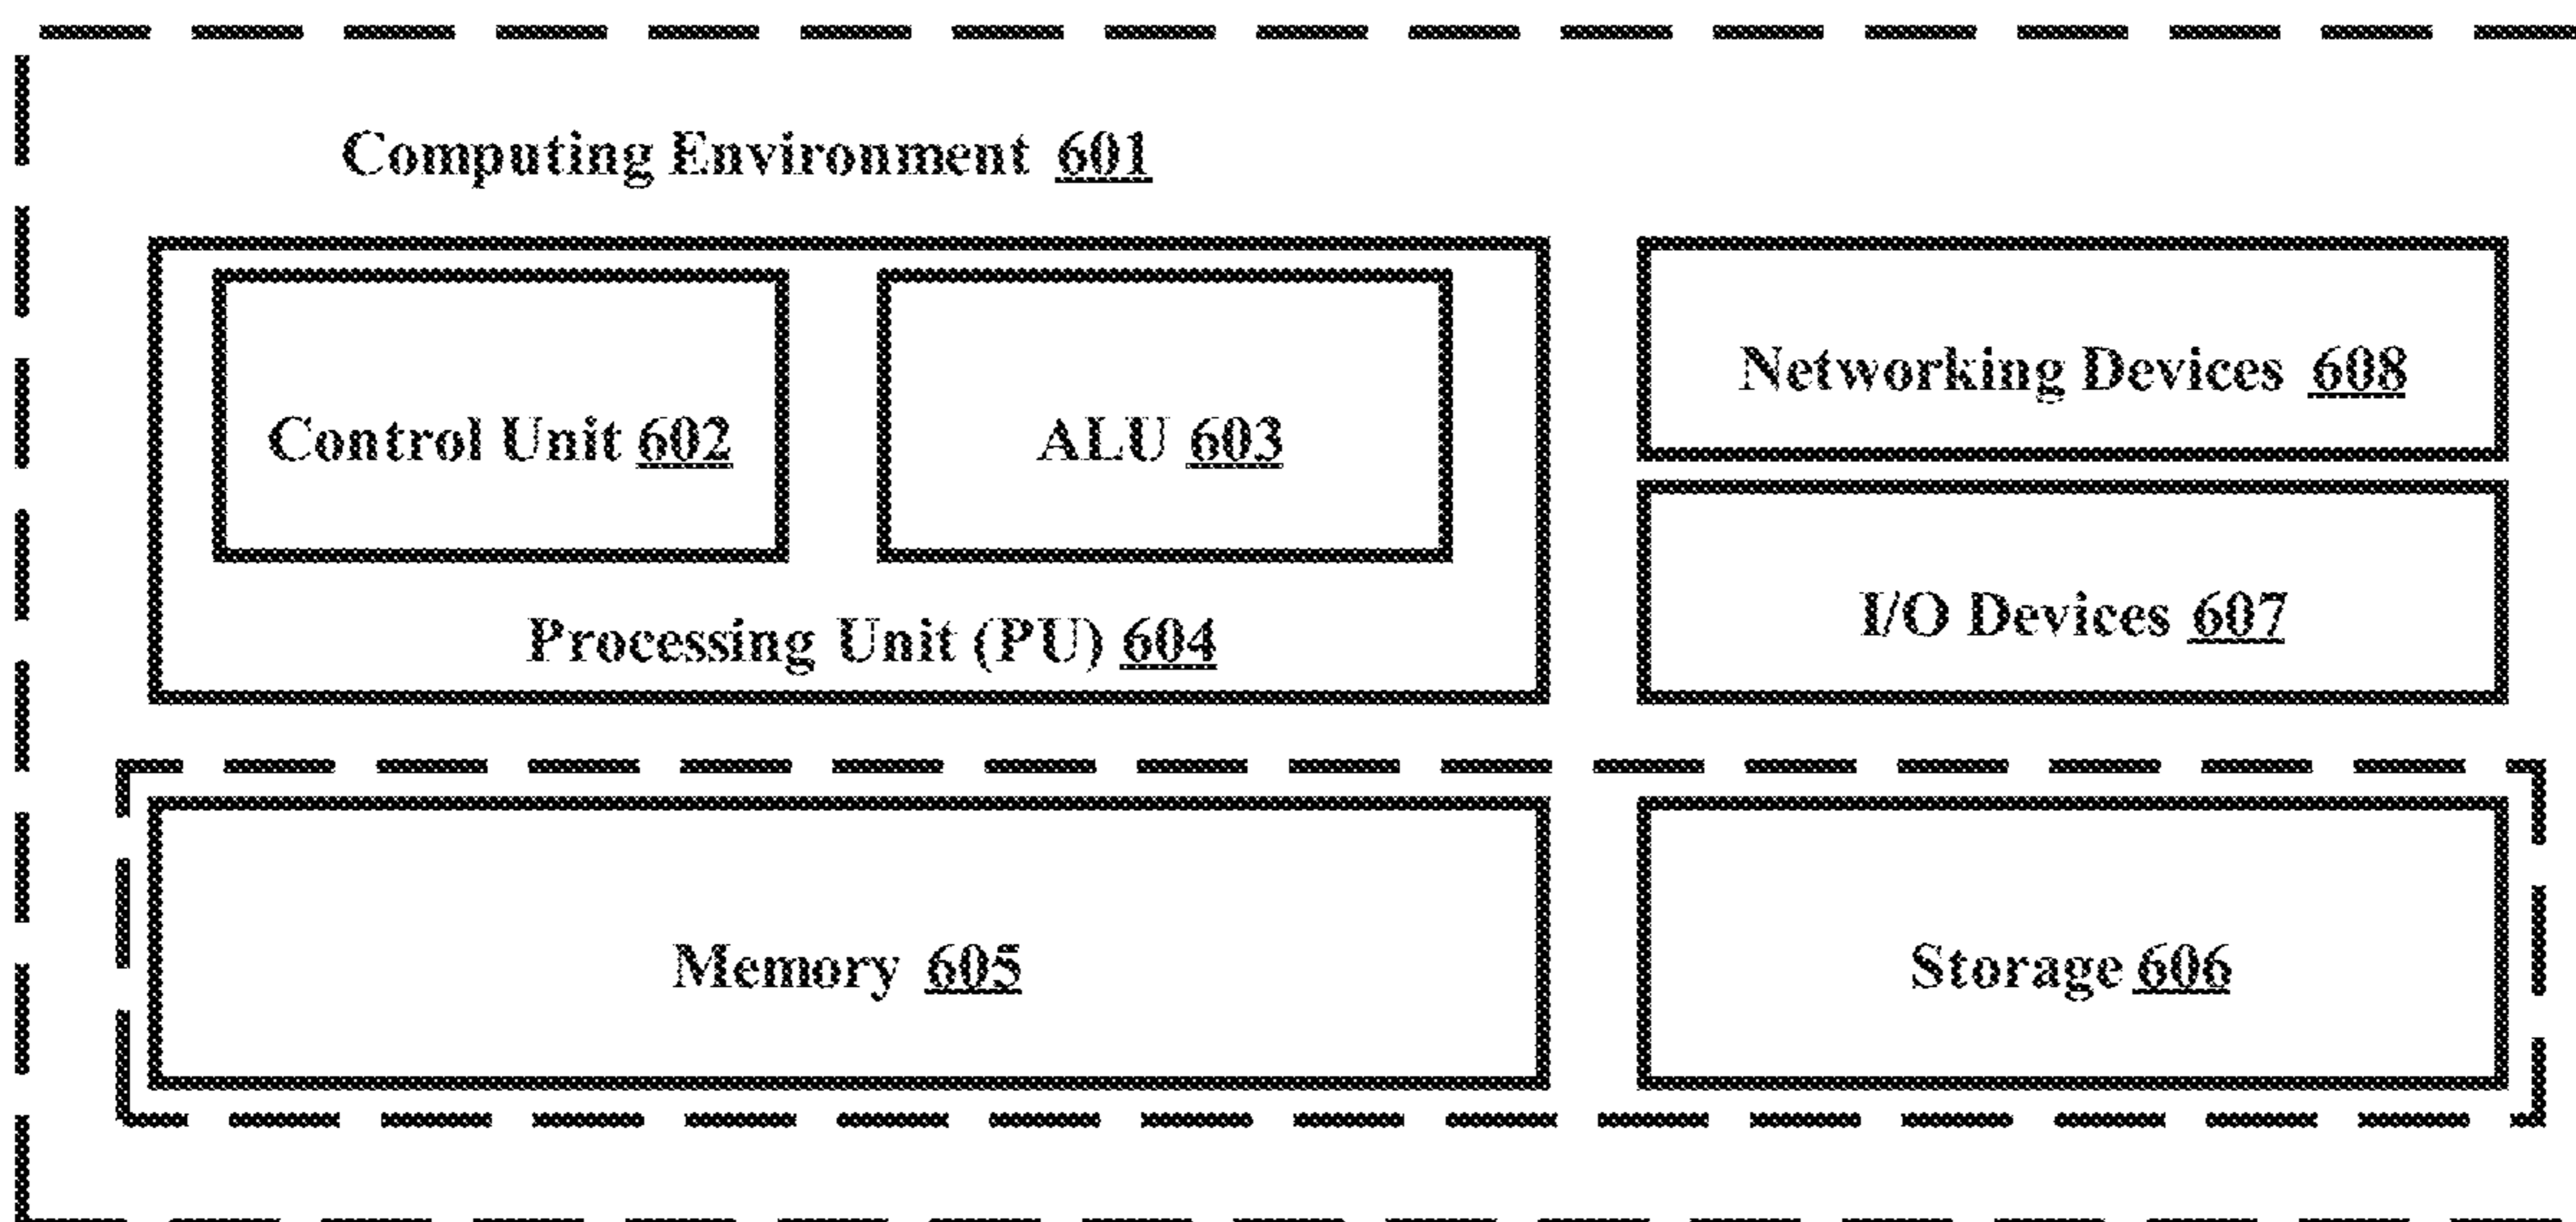 Computing Environment 601
Control Unit 602
ALU 603
Processing Unit (PU) 604
Networking Devices 608
I/O Devices 607
Memory 605
Storage 606